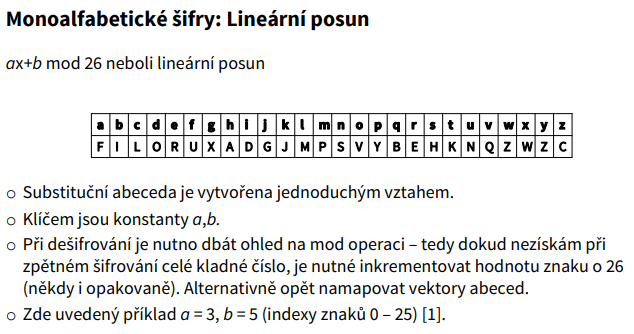 Monoalfabetické šifry: Lineární posun
ax+b mod 26 neboli lineární posun
a b c d e f g h i j k l m n o p q r s t u v w x y z
F I L O R U X A D G J M P S V Y B E H K N Q Z W Z C
o Substituční abeceda je vytvořena jednoduchým vztahem.
o Klíčem jsou konstanty a,b.
o Při dešifrování je nutno dbát ohled na mod operaci – tedy dokud nezískám při
zpětném šifrování celé kladné číslo, je nutné inkrementovat hodnotu znaku o 26
(někdy i opakovaně). Alternativně opět namapovat vektory abeced.
o Zde uvedený příklad a = 3, b = 5 (indexy znaků 0 – 25) [1].